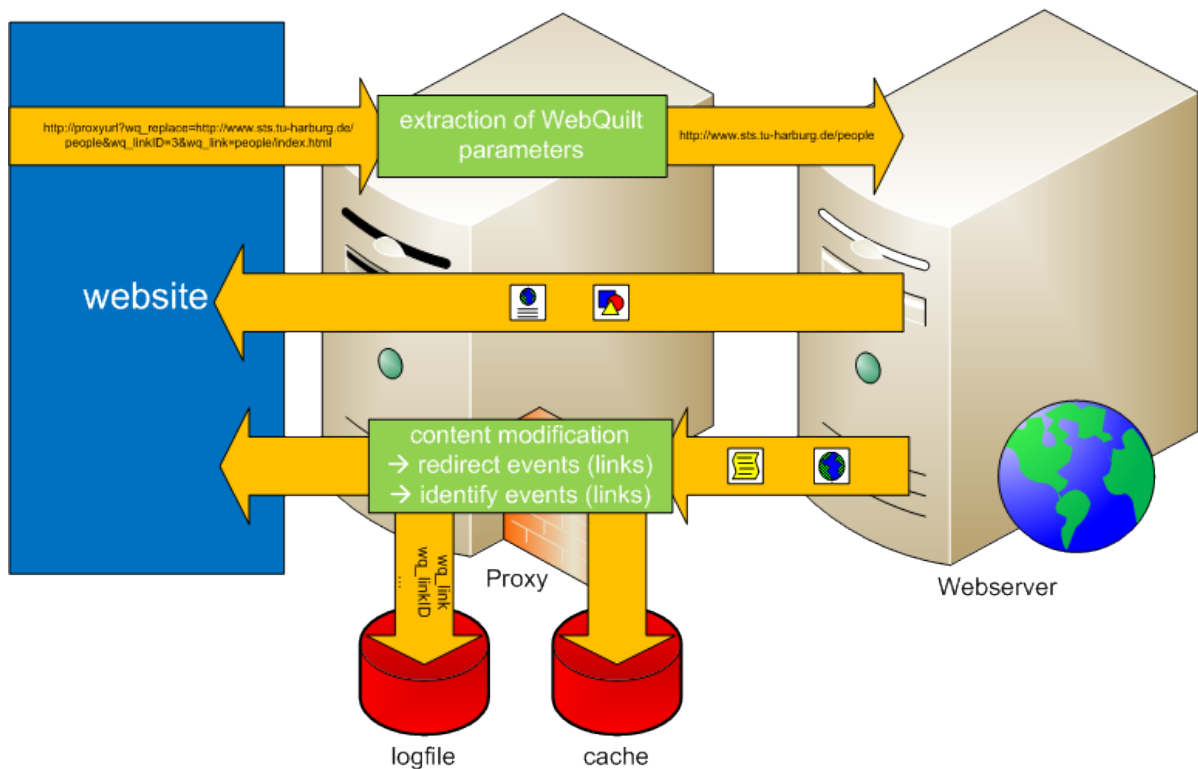 http://proxyurl?wq_replace=http://www.sts.tu-harburg.de/
people&wq_linkID=3&wq_link=people/index.html
extraction of WebQuilt
parameters
http://www.sts.tu-harburg.de/people
website
content modification
→ redirect events (links)
→ identify events (links)
wq_link
wq_linkID
...
Proxy
Webserver
logfile
cache